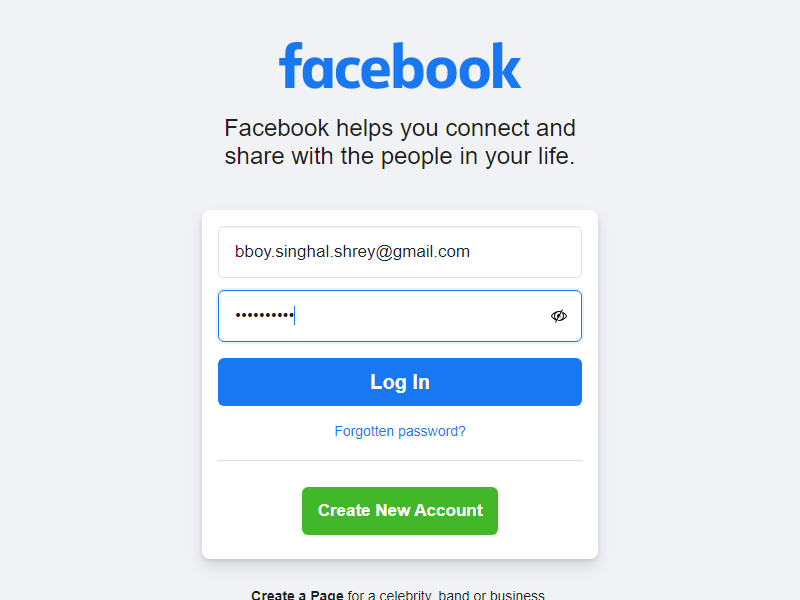 facebook
Facebook helps you connect and
share with the people in your life.
bboy.singhal.shrey@gmail.com
••••••••••
Log In
Forgotten password?
Create New Account
Create a Page for a celebrity, band or business